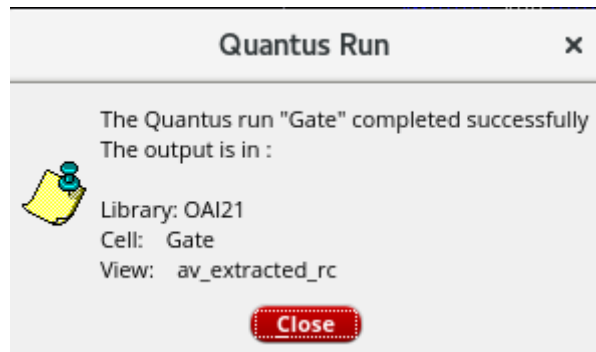 Quantus Run
The Quantus run "Gate" completed successfully
The output is in :
Library: OAI21
Cell: Gate
View: av_extracted_rc
Close